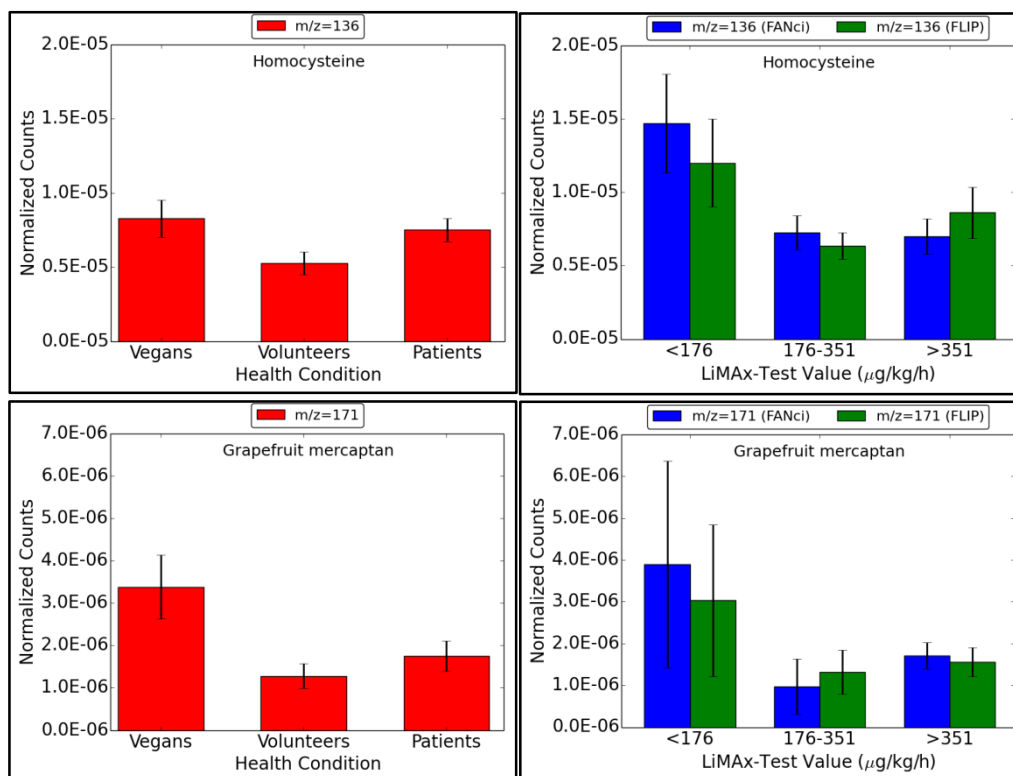 m/z=136
2.0E-05
Homocysteine
1.5E-05
1.0E-05
0.5E-05
0.0E-05
Normalized Counts
Vegans Volunteers Patients
Health Condition
m/z=136 (FANci) m/z=136 (FLIP)
2.0E-05
Homocysteine
1.5E-05
1.0E-05
0.5E-05
0.0E-05
Normalized Counts
<176 176-351 >351
LiMAx-Test Value (μg/kg/h)
m/z=171
7.0E-06
Grapefruit mercaptan
6.0E-06
5.0E-06
4.0E-06
3.0E-06
2.0E-06
1.0E-06
0.0E-06
Normalized Counts
Vegans Volunteers Patients
Health Condition
m/z=171 (FANci) m/z=171 (FLIP)
7.0E-06
Grapefruit mercaptan
6.0E-06
5.0E-06
4.0E-06
3.0E-06
2.0E-06
1.0E-06
0.0E-06
Normalized Counts
<176 176-351 >351
LiMAx-Test Value (μg/kg/h)